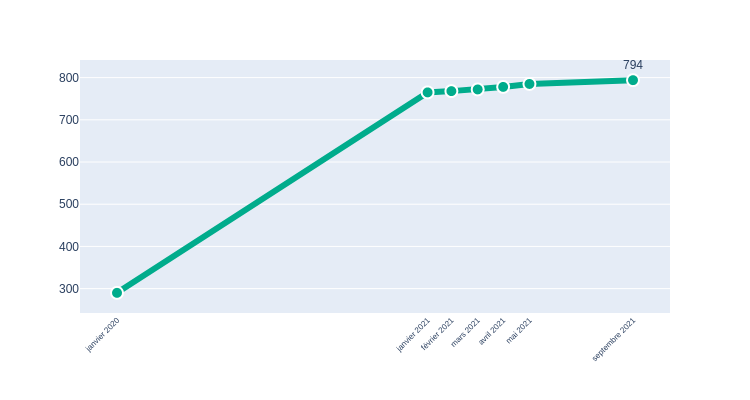 794
800
700
600
500
400
300
janvier 2020
janvier 2021
février 2021
mars 2021
avril 2021
mai 2021
septembre 2021